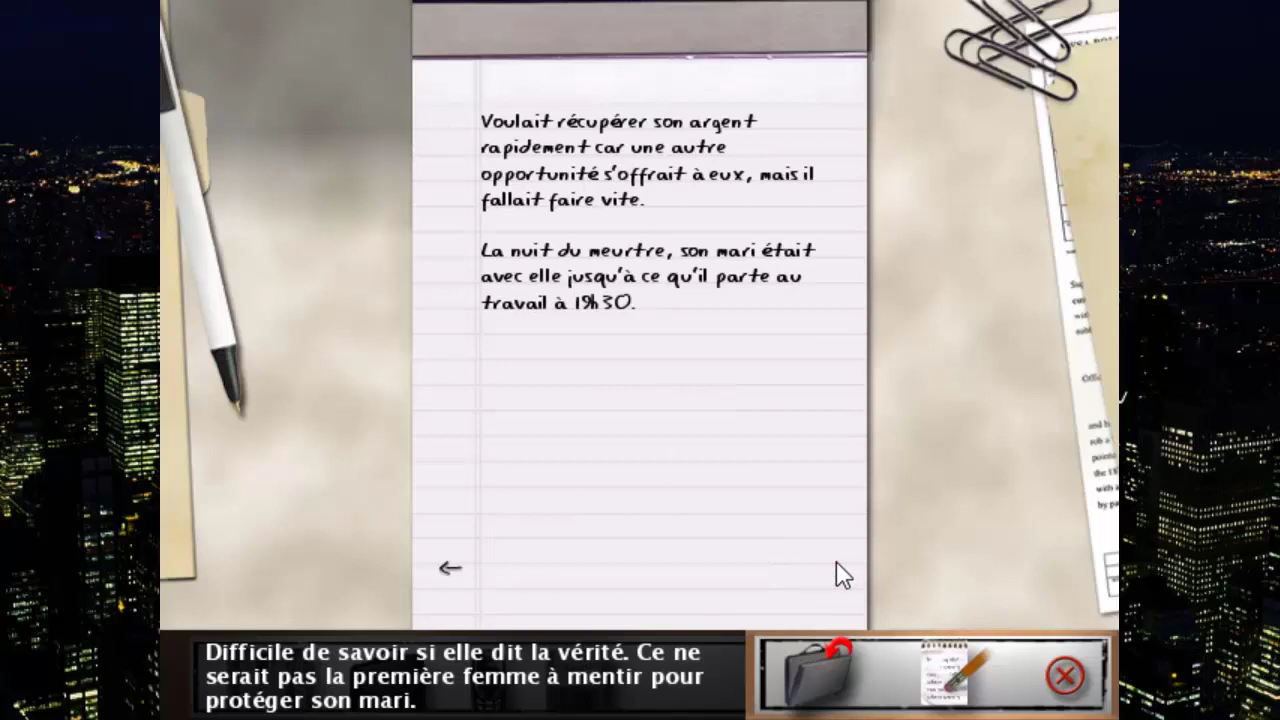 Voulait récupérer son argent
rapidement car une autre
opportunité s'offrait à eux, mais il
fallait faire vite.
La nuit du meurtre, son mari était
avec elle jusqu'à ce qu'il parte au
travail à 19h30.
Difficile de savoir si elle dit la vérité. Ce ne
serait pas la première femme à mentir pour
protéger son mari.